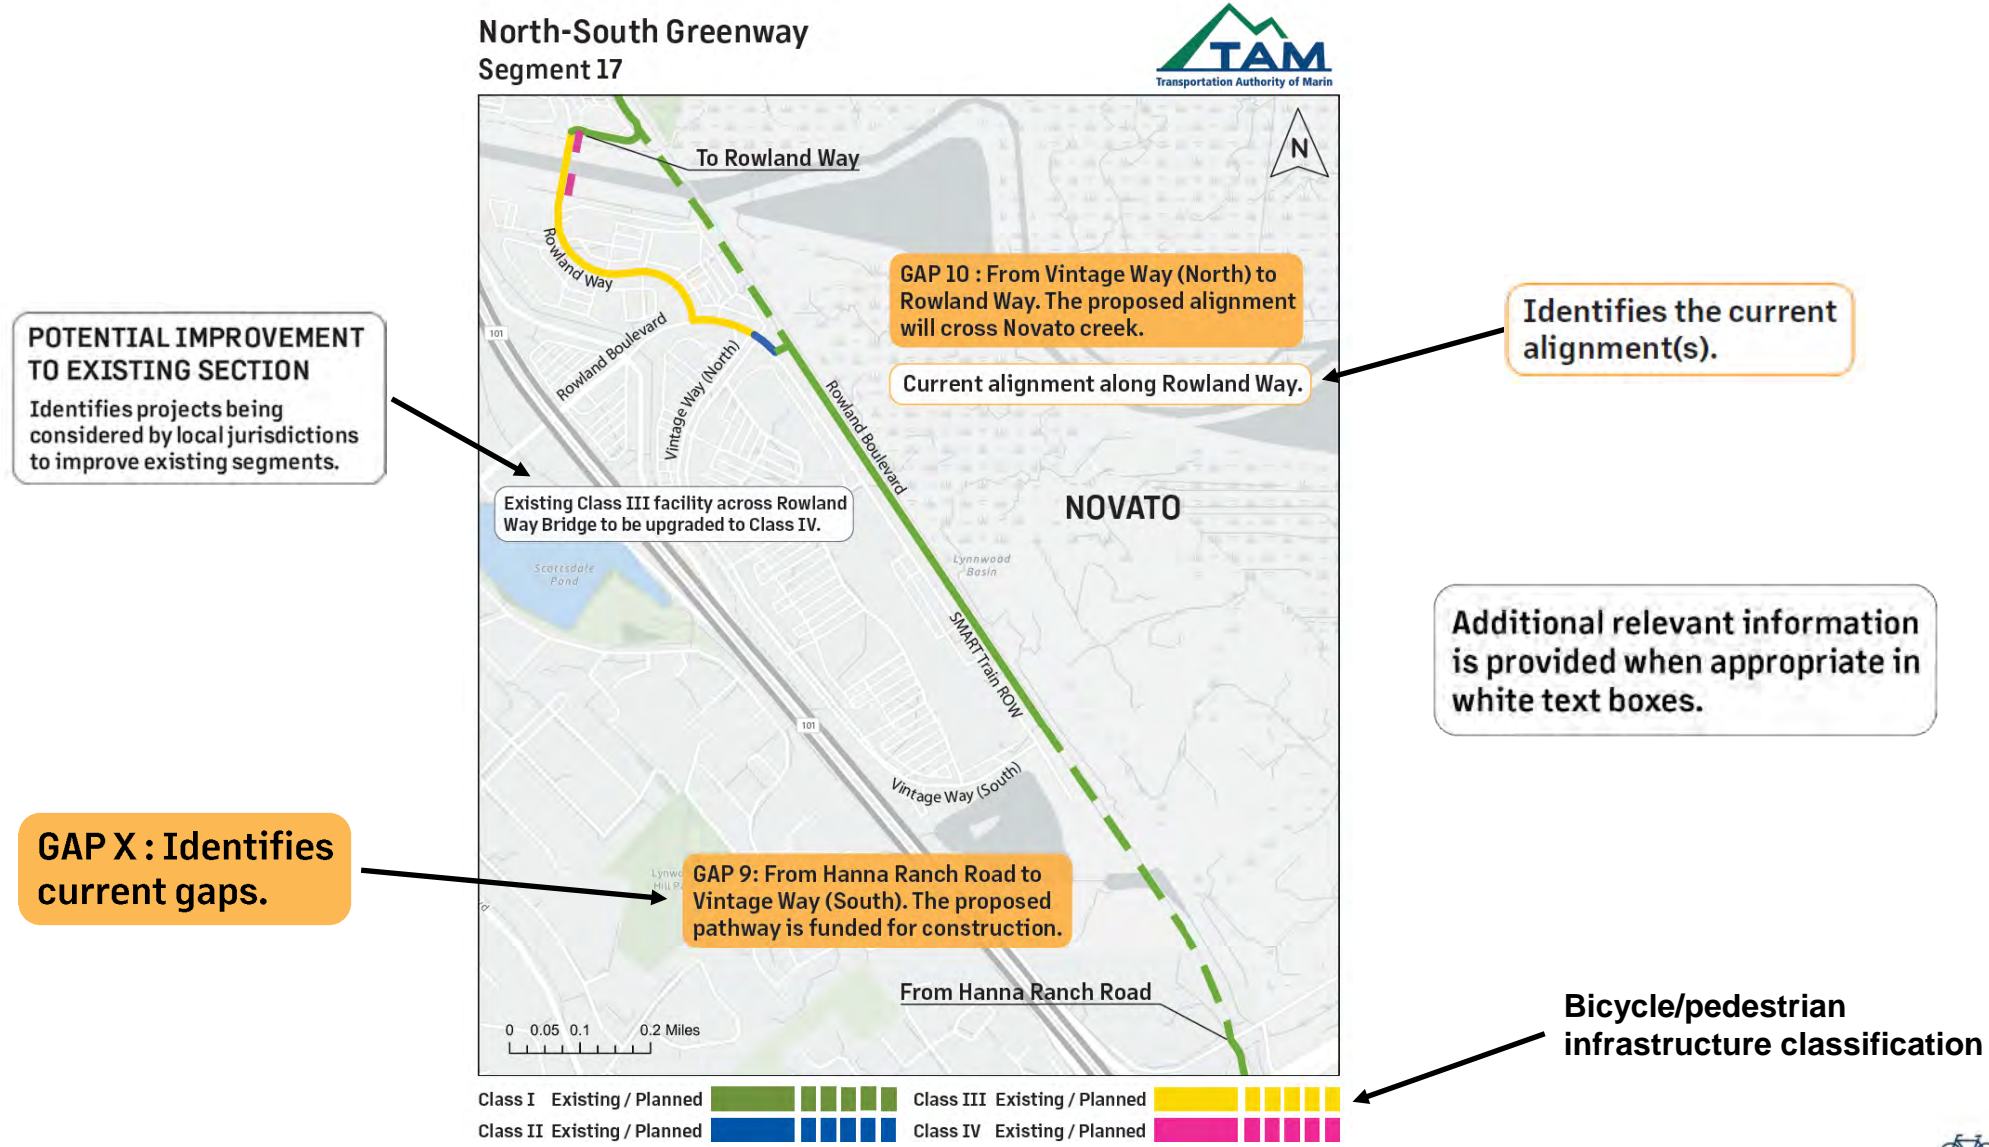 North-South Greenway
Segment 17
TAM
Transportation Authority of Marin
N
To Rowland Way
Rowland Way
GAP 10 : From Vintage Way (North) to
Rowland Way. The proposed alignment
will cross Novato creek.
Current alignment along Rowland Way.
Identifies the current
alignment(s).
POTENTIAL IMPROVEMENT
TO EXISTING SECTION
Identifies projects being
considered by local jurisdictions
to improve existing segments.
101
Rowland Boulevard
Vintage Way (North)
Rowland Boulevard
Existing Class III facility across Rowland
Way Bridge to be upgraded to Class IV.
NOVATO
Scottsdale
Pond
Lynnwood
Basin
SMART Train ROW
Additional relevant information
is provided when appropriate in
white text boxes.
101
Vintage Way (South)
GAP X : Identifies
current gaps.
Hill
GAP 9: From Hanna Ranch Road to
Vintage Way (South). The proposed
pathway is funded for construction.
From Hanna Ranch Road
0 0.05 0.1 0.2 Miles
Bicycle/pedestrian
infrastructure classification
Class I Existing / Planned
Class III Existing / Planned
Class II Existing / Planned
Class IV Existing / Planned